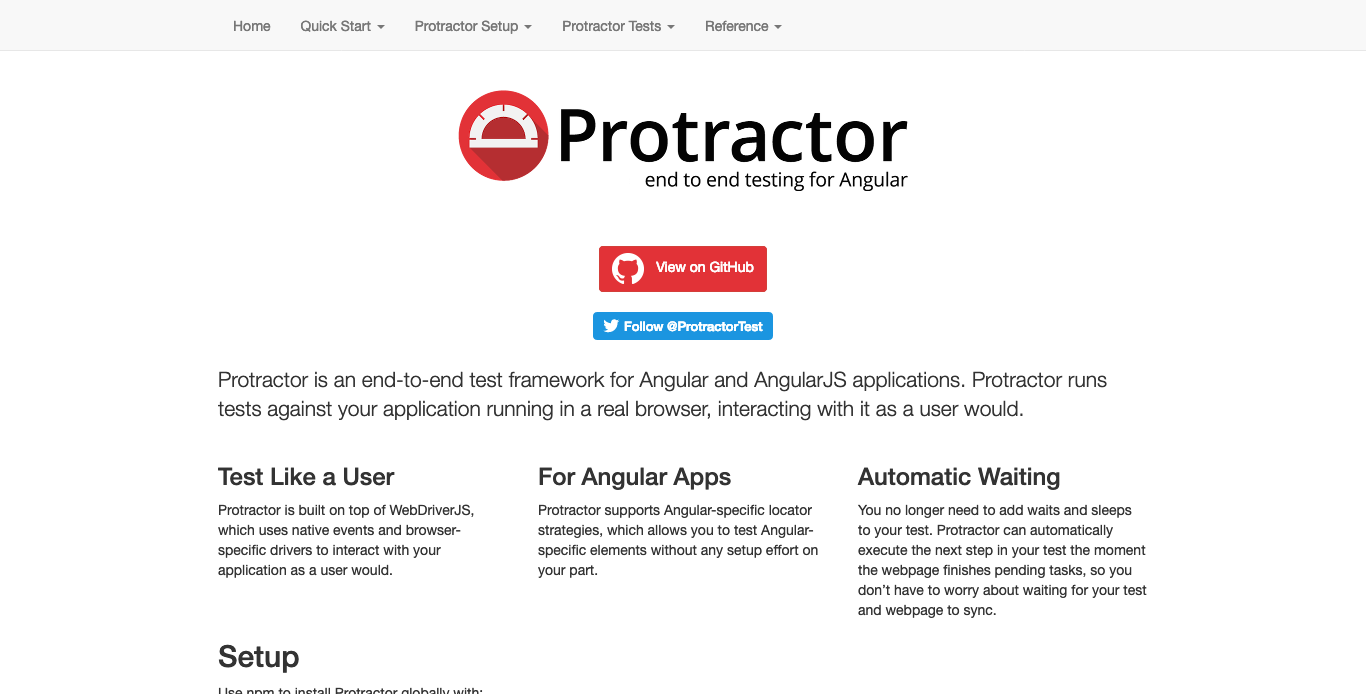 Home Quick Start Protractor Setup Protractor Tests Reference
Protractor
end to end testing for Angular
View on GitHub
Follow @ProtractorTest
Protractor is an end-to-end test framework for Angular and AngularJS applications. Protractor runs
tests against your application running in a real browser, interacting with it as a user would.
Test Like a User
Protractor is built on top of WebDriverJS,
which uses native events and browser-
specific drivers to interact with your
application as a user would.
For Angular Apps
Protractor supports Angular-specific locator
strategies, which allows you to test Angular-
specific elements without any setup effort on
your part.
Automatic Waiting
You no longer need to add waits and sleeps
to your test. Protractor can automatically
execute the next step in your test the moment
the webpage finishes pending tasks, so you
don’t have to worry about waiting for your test
and webpage to sync.
Setup
Use npm to install Protractor globally with: